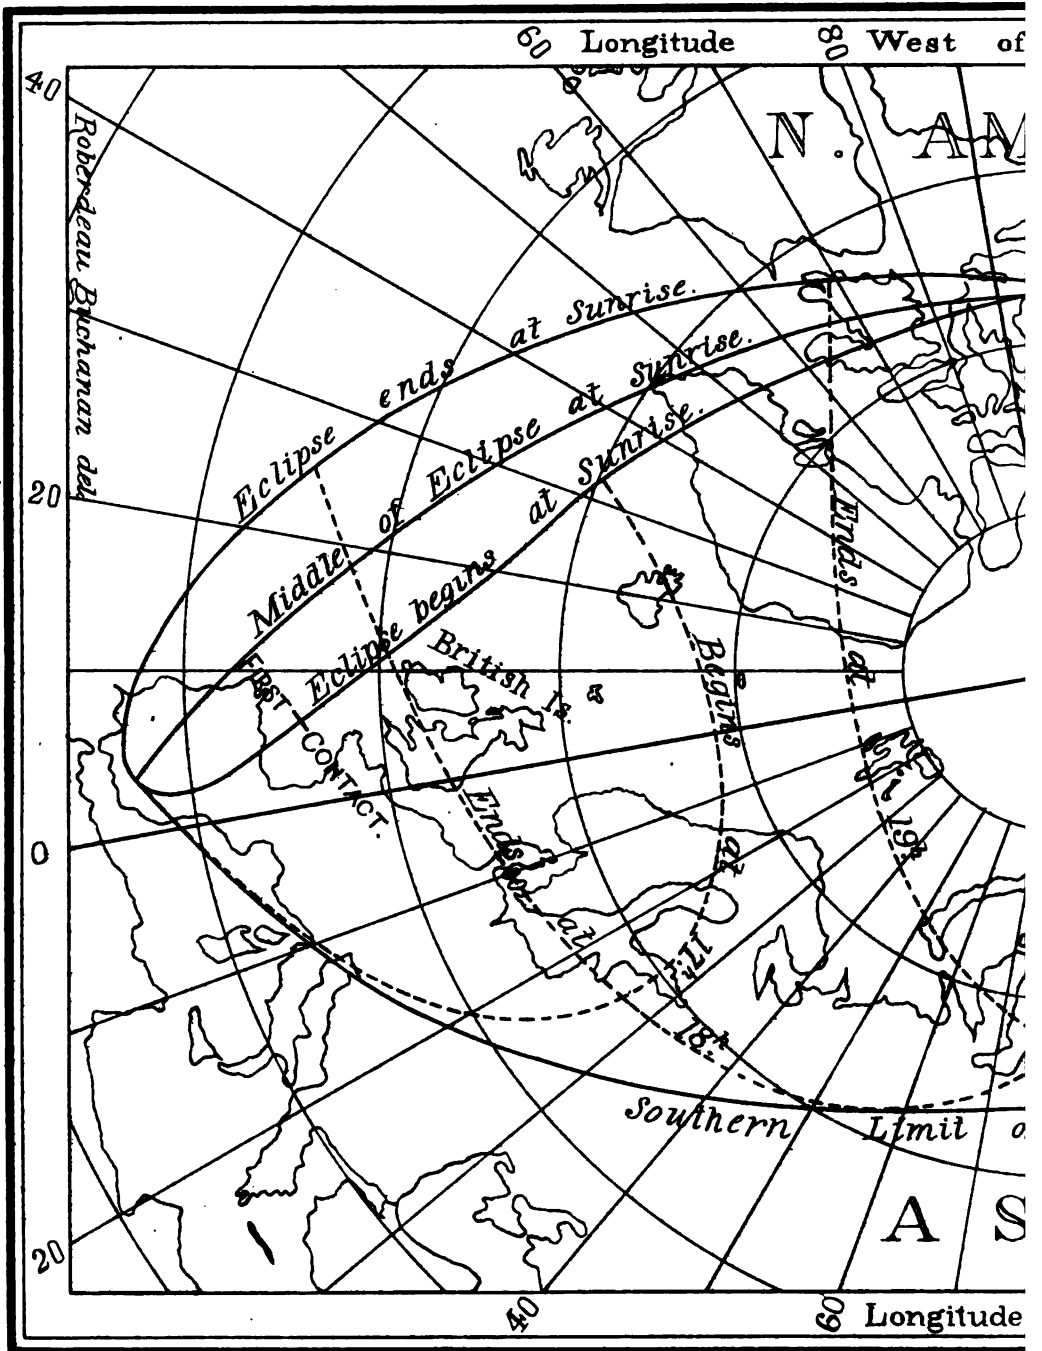 60 Longitude 80 West of
40
Roberdeau Buchanan del.
N. AM
Eclipse ends at Sunrise.
Middle of Eclipse at Sunrise.
Eclipse begins at Sunrise.
20
British Is.
FIRST CONTACT.
Begins at 17h
Ends at 18h
Ends at 19h
0
Southern Limit o
A S
20
40
60 Longitude